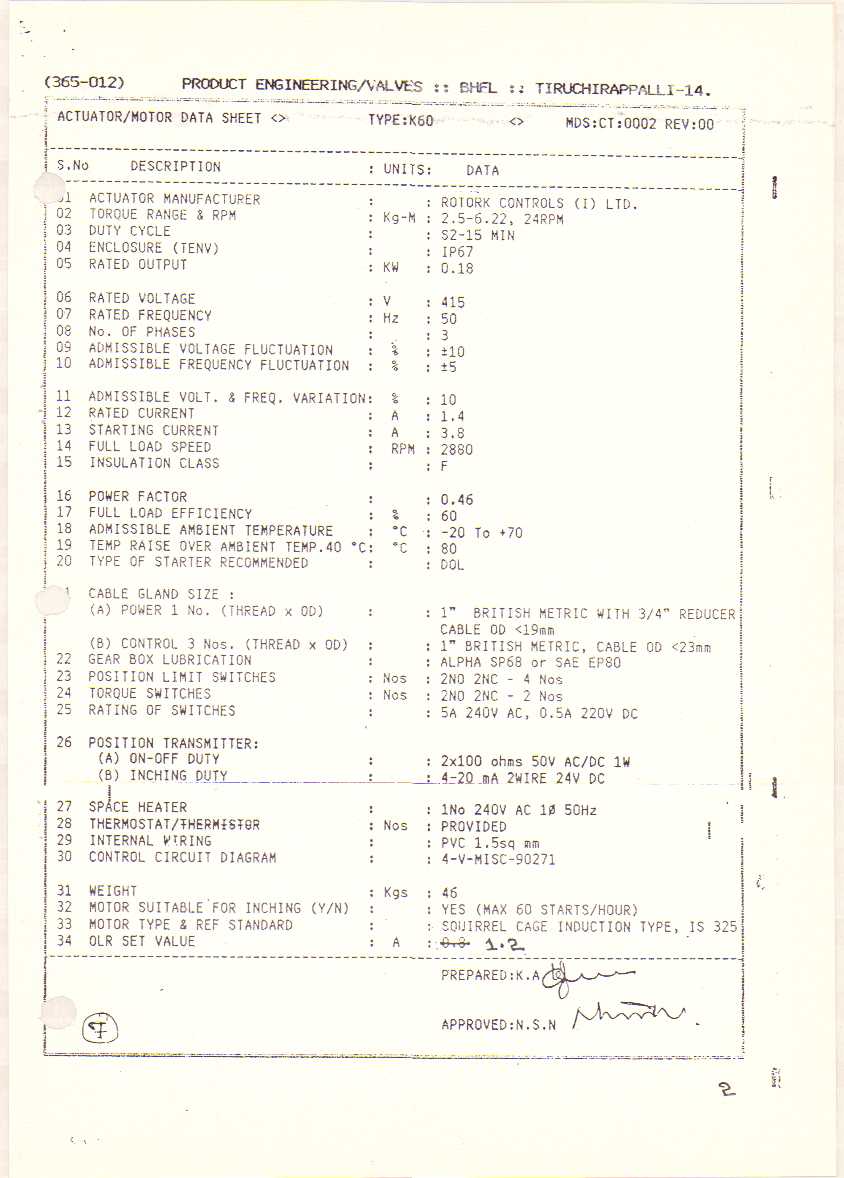 (365-012) PRODUCT ENGINEERING/VALVES :: BHEL :: TIRUCHIRAPPALLI-14.
ACTUATOR/MOTOR DATA SHEET <> TYPE:K60 <> MDS:CT:0002 REV:00
S.No DESCRIPTION : UNITS: DATA
01 ACTUATOR MANUFACTURER : : ROTORK CONTROLS (I) LTD.
02 TORQUE RANGE & RPM : Kg-M : 2.5-6.22, 24RPM
03 DUTY CYCLE : : S2-15 MIN
04 ENCLOSURE (TENV) : : IP67
05 RATED OUTPUT : KW : 0.18
06 RATED VOLTAGE : V : 415
07 RATED FREQUENCY : Hz : 50
08 No. OF PHASES : : 3
09 ADMISSIBLE VOLTAGE FLUCTUATION : % : ±10
10 ADMISSIBLE FREQUENCY FLUCTUATION : % : ±5
11 ADMISSIBLE VOLT. & FREQ. VARIATION: % : 10
12 RATED CURRENT : A : 1.4
13 STARTING CURRENT : A : 3.8
14 FULL LOAD SPEED : RPM : 2880
15 INSULATION CLASS : : F
16 POWER FACTOR : : 0.46
17 FULL LOAD EFFICIENCY : % : 60
18 ADMISSIBLE AMBIENT TEMPERATURE : °C : -20 To +70
19 TEMP RAISE OVER AMBIENT TEMP.40 °C: °C : 80
20 TYPE OF STARTER RECOMMENDED : : DOL
CABLE GLAND SIZE :
(A) POWER 1 No. (THREAD x OD) : : 1" BRITISH METRIC WITH 3/4" REDUCER
CABLE OD <19mm
(B) CONTROL 3 Nos. (THREAD x OD) : : 1" BRITISH METRIC, CABLE OD <23mm
22 GEAR BOX LUBRICATION : : ALPHA SP68 or SAE EP80
23 POSITION LIMIT SWITCHES : Nos : 2NO 2NC - 4 Nos
24 TORQUE SWITCHES : Nos : 2NO 2NC - 2 Nos
25 RATING OF SWITCHES : : 5A 240V AC, 0.5A 220V DC
26 POSITION TRANSMITTER:
(A) ON-OFF DUTY : : 2x100 ohms 50V AC/DC 1W
(B) INCHING DUTY : : 4-20 mA 2WIRE 24V DC
27 SPACE HEATER : : 1No 240V AC 1Ø 50Hz
28 THERMOSTAT/THERMISTOR : Nos : PROVIDED
29 INTERNAL WIRING : : PVC 1.5sq mm
30 CONTROL CIRCUIT DIAGRAM : : 4-V-MISC-90271
31 WEIGHT : Kgs : 46
32 MOTOR SUITABLE FOR INCHING (Y/N) : : YES (MAX 60 STARTS/HOUR)
33 MOTOR TYPE & REF STANDARD : : SQUIRREL CAGE INDUCTION TYPE, IS 325
34 OLR SET VALUE : A : 1.2
PREPARED:K.A
APPROVED:N.S.N
7
2